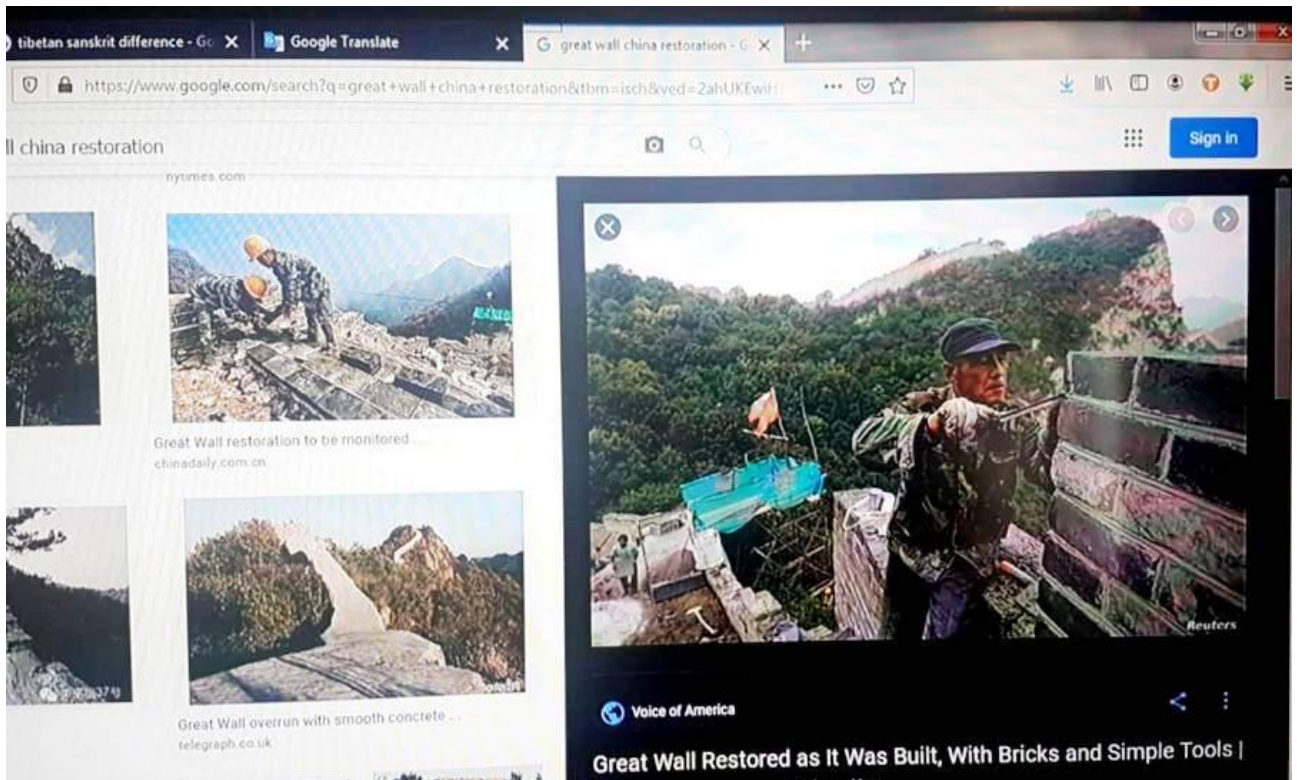 tibetan sanskrit difference - Go
Google Translate
great wall china restoration - G
https://www.google.com/search?q=great+wall+china+restoration&tbm=isch&ved=2ahUKEwiH
ll china restoration
Sign in
nytimes.com
Great Wall restoration to be monitored ...
chinadaily.com.cn
Great Wall overrun with smooth concrete ...
telegraph.co.uk
Reuters
Voice of America
Great Wall Restored as It Was Built, With Bricks and Simple Tools |